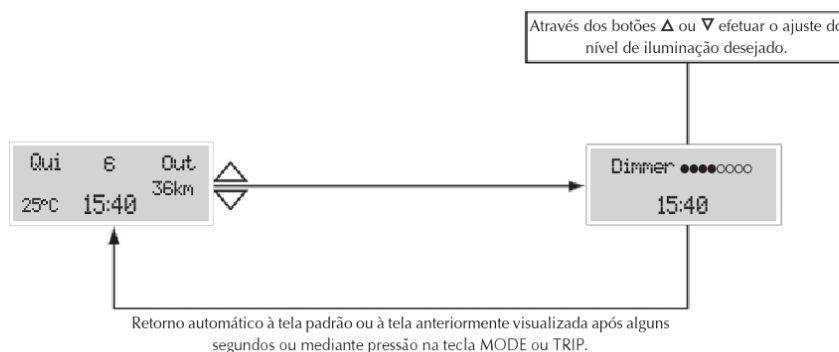 Através dos botões Δ ou ∇ efetuar o ajuste do
nível de iluminação desejado.
Qui 6 Out
36km
25°C 15:40
Dimmer ●●●●○○○○
15:40
Retorno automático à tela padrão ou à tela anteriormente visualizada após alguns
segundos ou mediante pressão na tecla MODE ou TRIP.